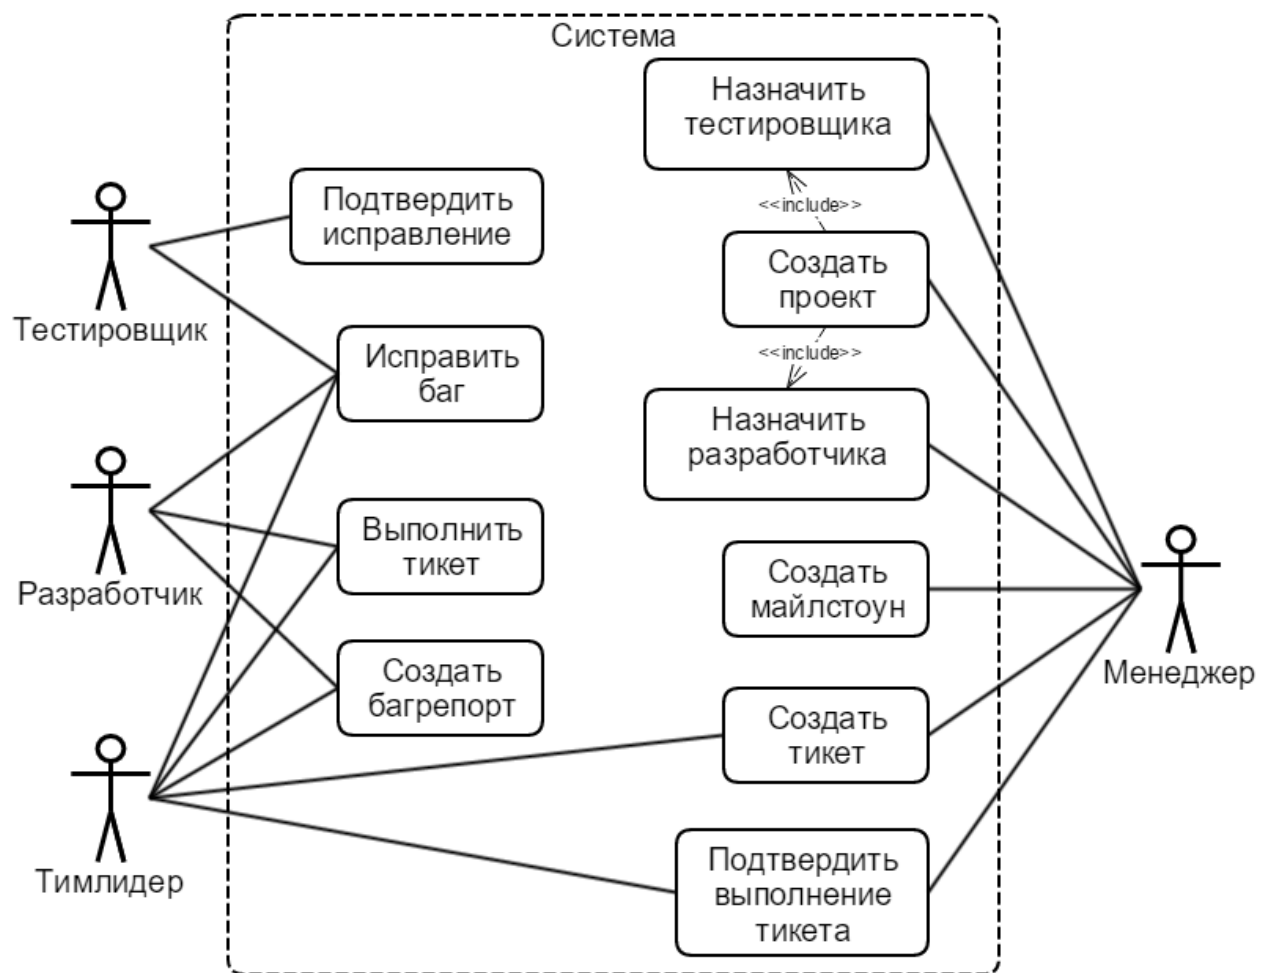 Система
Назначить
тестировщика
<<include>>
Подтвердить
исправление
Создать
проект
Тестировщик
<<include>>
Исправить
баг
Назначить
разработчика
Выполнить
тикет
Разработчик
Создать
майлстоун
Создать
багрепорт
Менеджер
Создать
тикет
Тимлидер
Подтвердить
выполнение
тикета